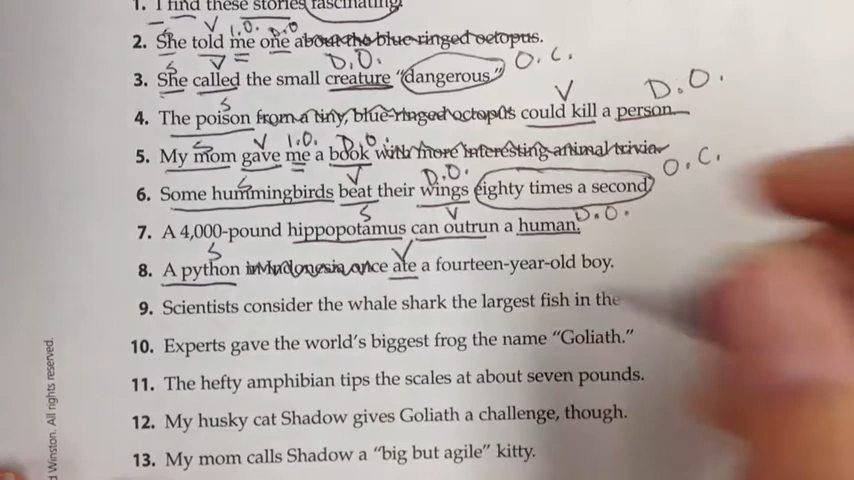 1. I find these stories fascinating.
S V I.O. D.O
2. She told me one about the blue-ringed octopus.
S V D.O. O.C.
3. She called the small creature "dangerous."
S V D.O.
4. The poison from a tiny, blue-ringed octopus could kill a person.
S V I.O. D.O.
5. My mom gave me a book with more interesting animal trivia.
S V D.O. O.C.
6. Some hummingbirds beat their wings eighty times a second.
S V D.O.
7. A 4,000-pound hippopotamus can outrun a human.
S V
8. A python in Indonesia once ate a fourteen-year-old boy.
9. Scientists consider the whale shark the largest fish in the
10. Experts gave the world's biggest frog the name "Goliath."
11. The hefty amphibian tips the scales at about seven pounds.
12. My husky cat Shadow gives Goliath a challenge, though.
13. My mom calls Shadow a "big but agile" kitty.
Winston. All rights reserved.